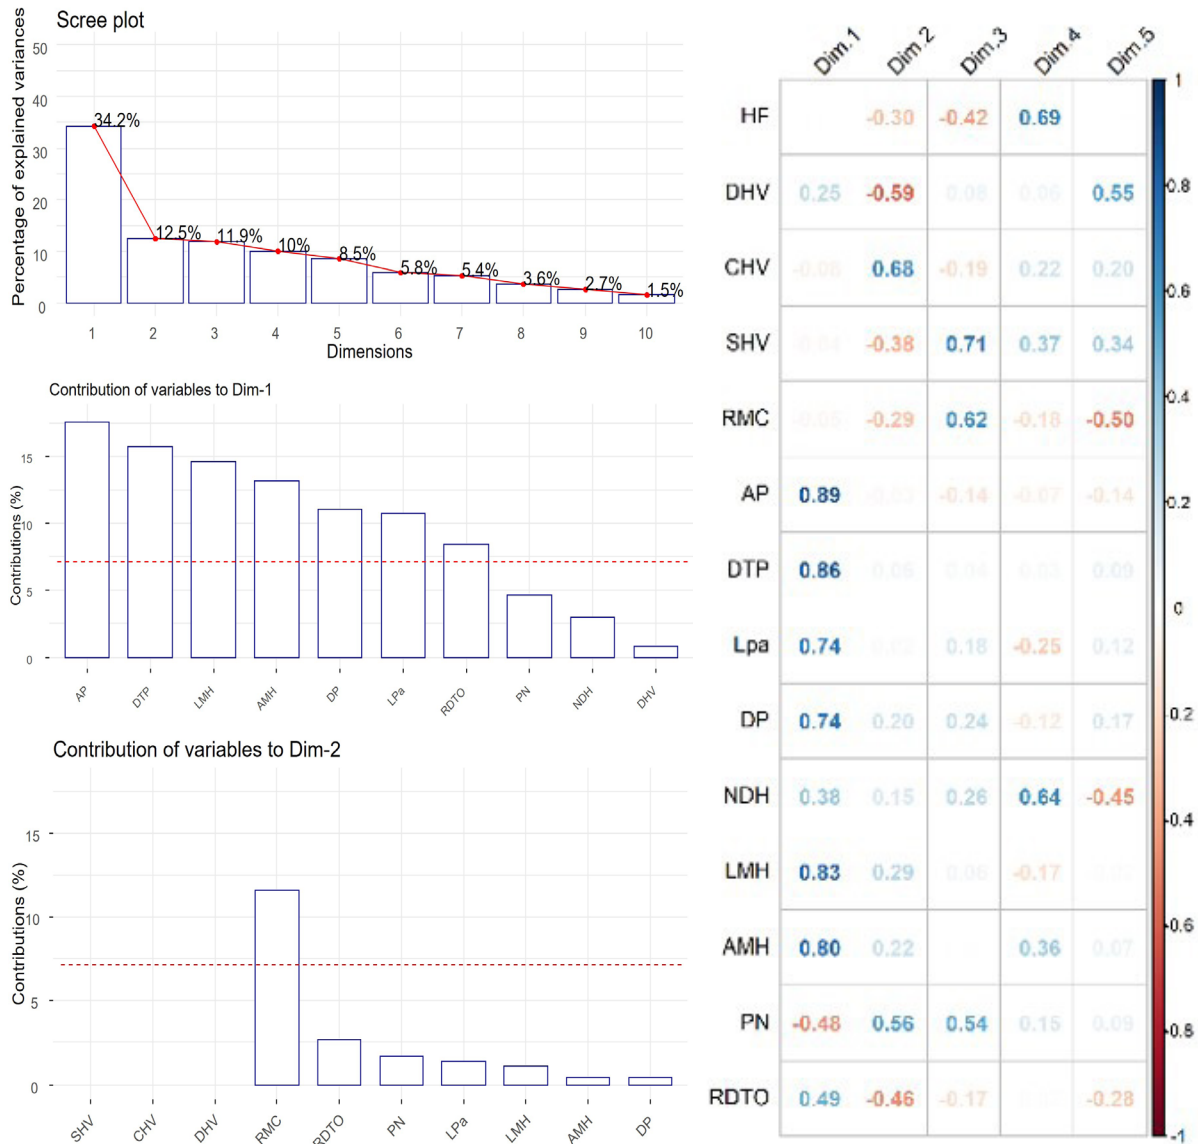 Scree plot
Percentage of explained variances
50
40
30
20
10
0
34.2%
12.5%
11.9%
10%
8.5%
5.8%
5.4%
3.6%
2.7%
1.5%
1 2 3 4 5 6 7 8 9 10
Dimensions
Contribution of variables to Dim-1
Contributions (%)
15
10
5
0
AP DTP LMH AMH DP LPa RDTO PN NDH DHV
Contribution of variables to Dim-2
Contributions (%)
15
10
5
0
SHV CHV DHV RMC RDTO PN LPa LMH AMH DP
Dim.1 Dim.2 Dim.3 Dim.4 Dim.5
HF -0.30 -0.42 0.69
DHV 0.25 -0.59 0.08 0.06 0.55
CHV -0.06 0.68 -0.19 0.22 0.20
SHV -0.38 0.71 0.37 0.34
RMC -0.29 0.62 -0.18 -0.50
AP 0.89 -0.14 -0.07 -0.14
DTP 0.86 0.09
Lpa 0.74 0.18 -0.25 0.12
DP 0.74 0.20 0.24 -0.12 0.17
NDH 0.38 0.15 0.26 0.64 -0.45
LMH 0.83 0.29 0.06 -0.17
AMH 0.80 0.22 0.36 0.07
PN -0.48 0.56 0.54 0.15 0.09
RDTO 0.49 -0.46 -0.17 -0.28
1
0.8
0.6
0.4
0.2
0
-0.2
-0.4
-0.6
-0.8
-1